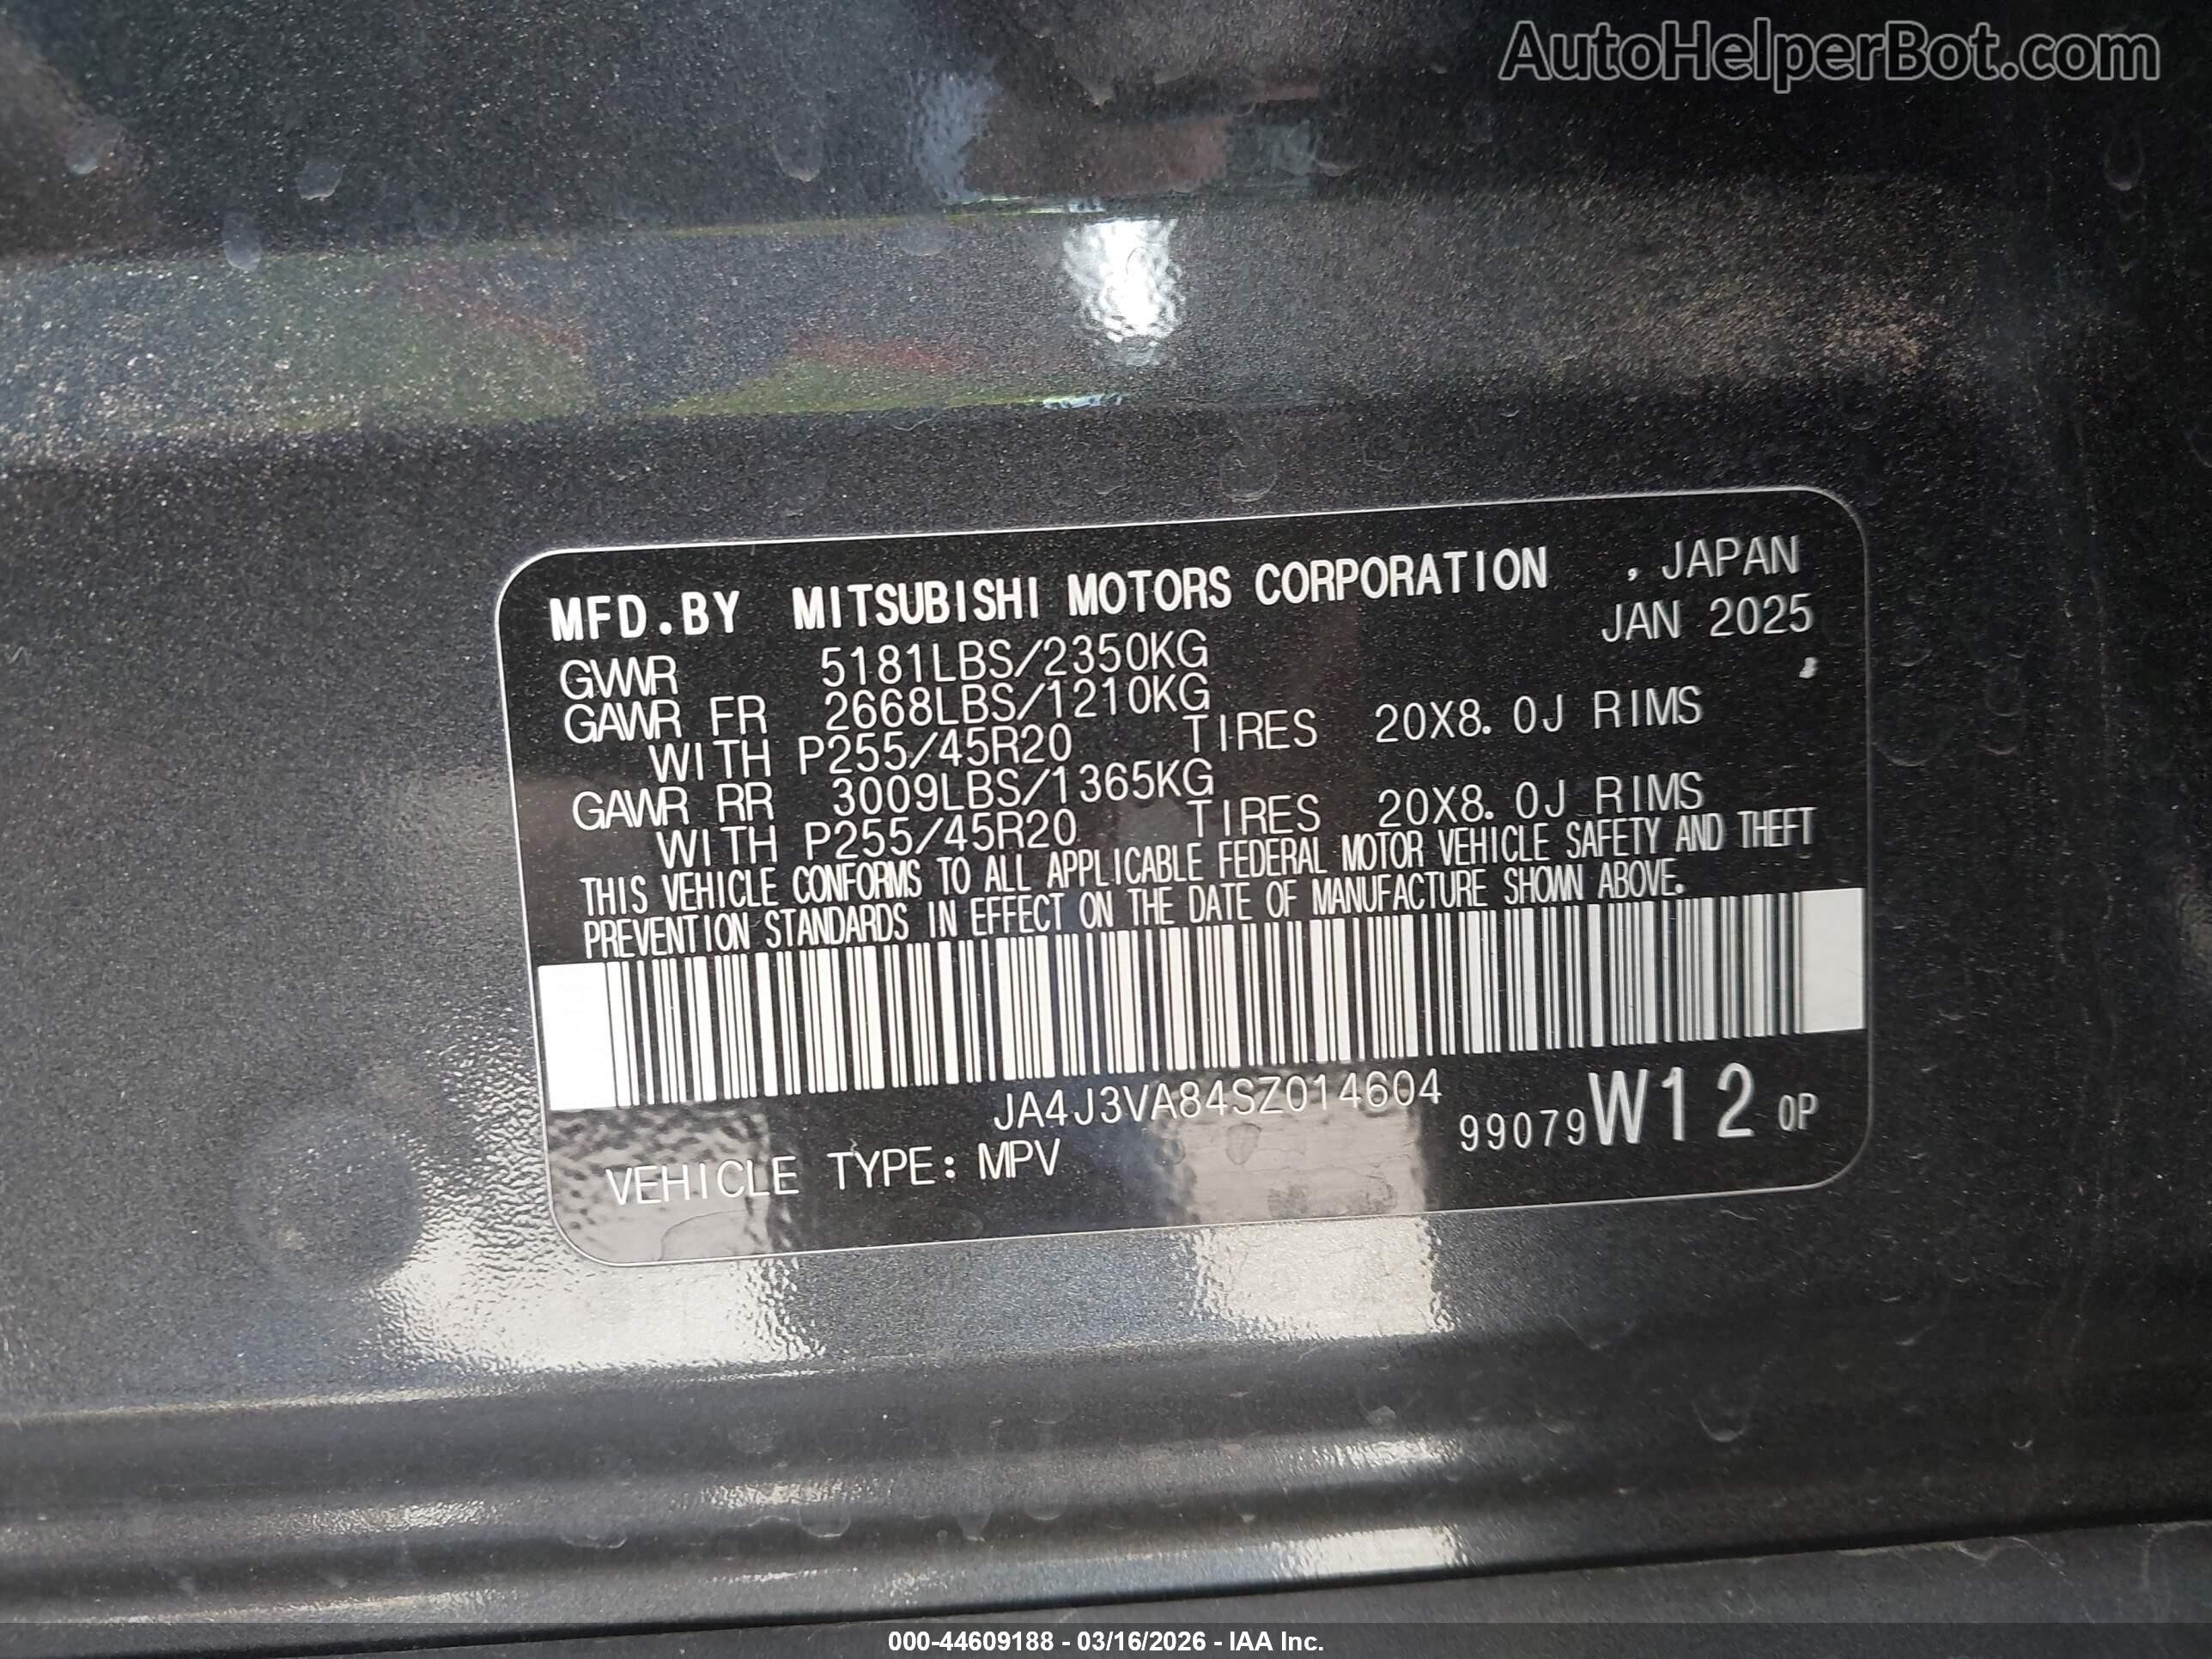 AutoHelperBot.com
MFD.BY MITSUBISHI MOTORS CORPORATION , JAPAN
JAN 2025
GVWR 5181LBS/2350KG
GAWR FR 2668LBS/1210KG
WITH P255/45R20 TIRES 20X8.0J RIMS
GAWR RR 3009LBS/1365KG
WITH P255/45R20 TIRES 20X8.0J RIMS
THIS VEHICLE CONFORMS TO ALL APPLICABLE FEDERAL MOTOR VEHICLE SAFETY AND THEFT
PREVENTION STANDARDS IN EFFECT ON THE DATE OF MANUFACTURE SHOWN ABOVE.
JA4J3VA84SZ014604
99079 W12 0P
VEHICLE TYPE: MPV
000-44609188 - 03/16/2026 - IAA Inc.